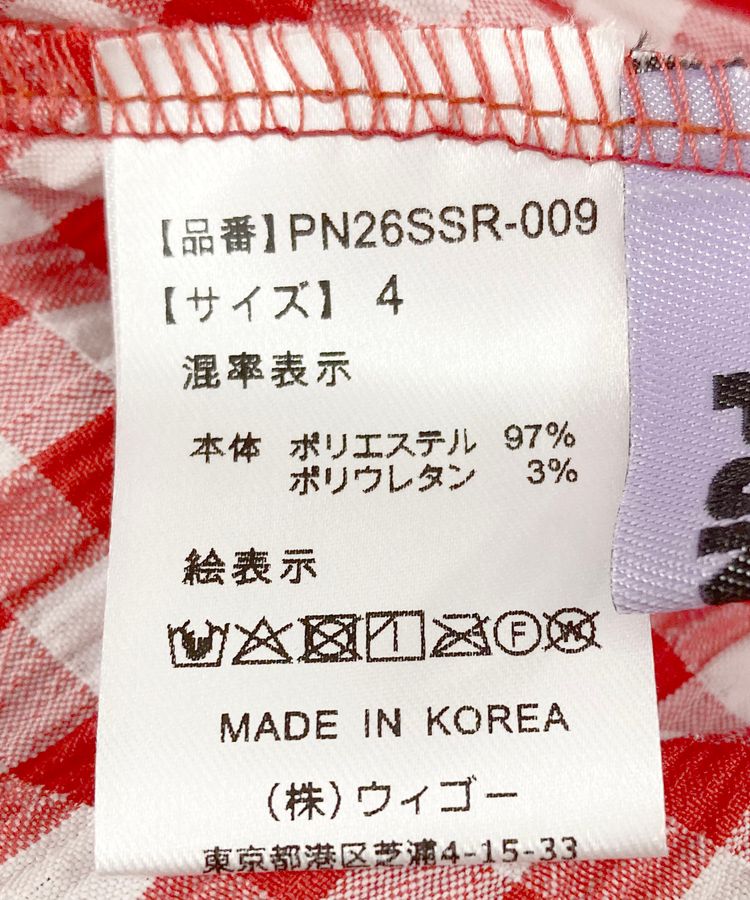 【品番】PN26SSR-009
【サイズ】 4
混率表示
本体 ポリエステル 97%
ポリウレタン 3%
絵表示
F
W
MADE IN KOREA
(株)ウィゴー
東京都港区芝浦4-15-33